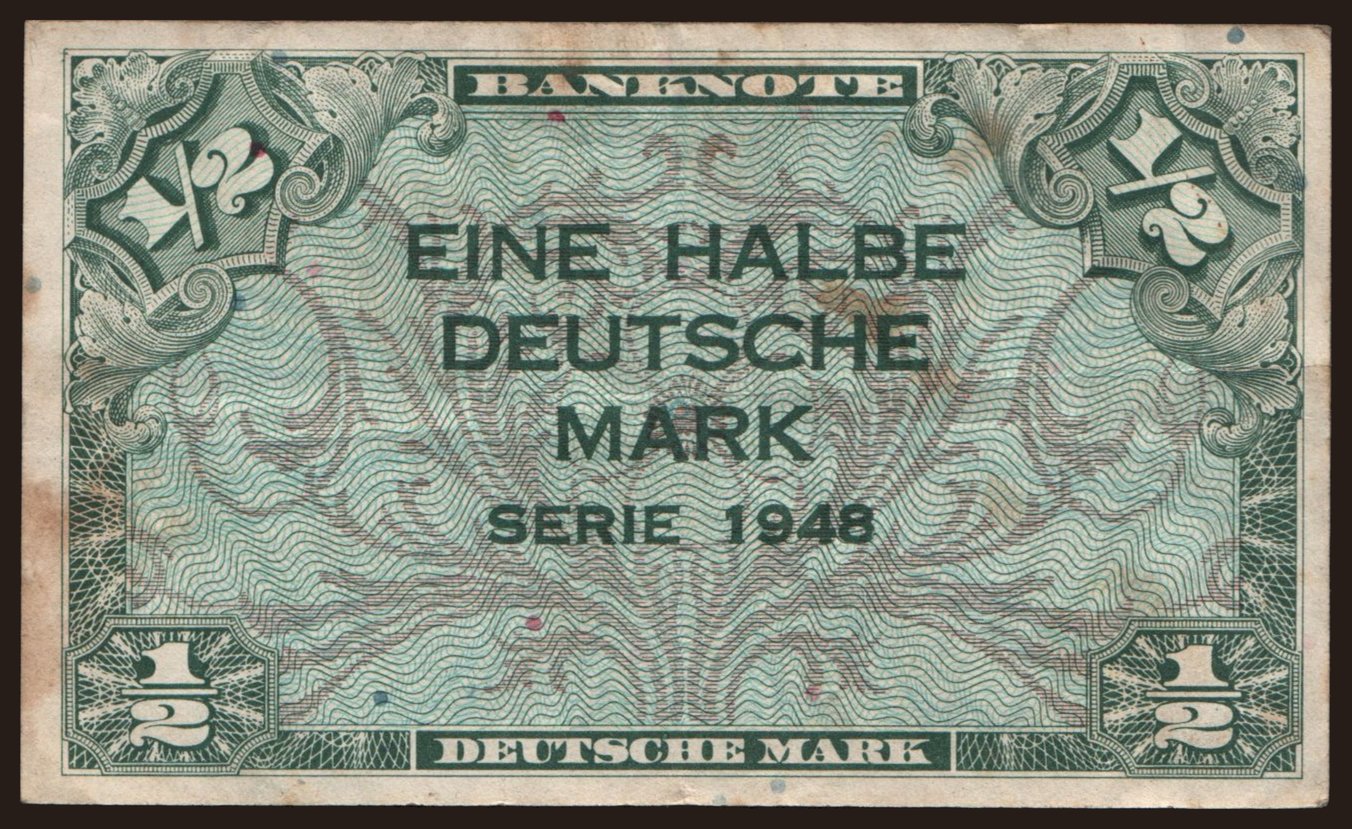 BANKNOTE
1/2
1/2
EINE HALBE
DEUTSCHE
MARK
SERIE 1948
1/2
1/2
DEUTSCHE MARK